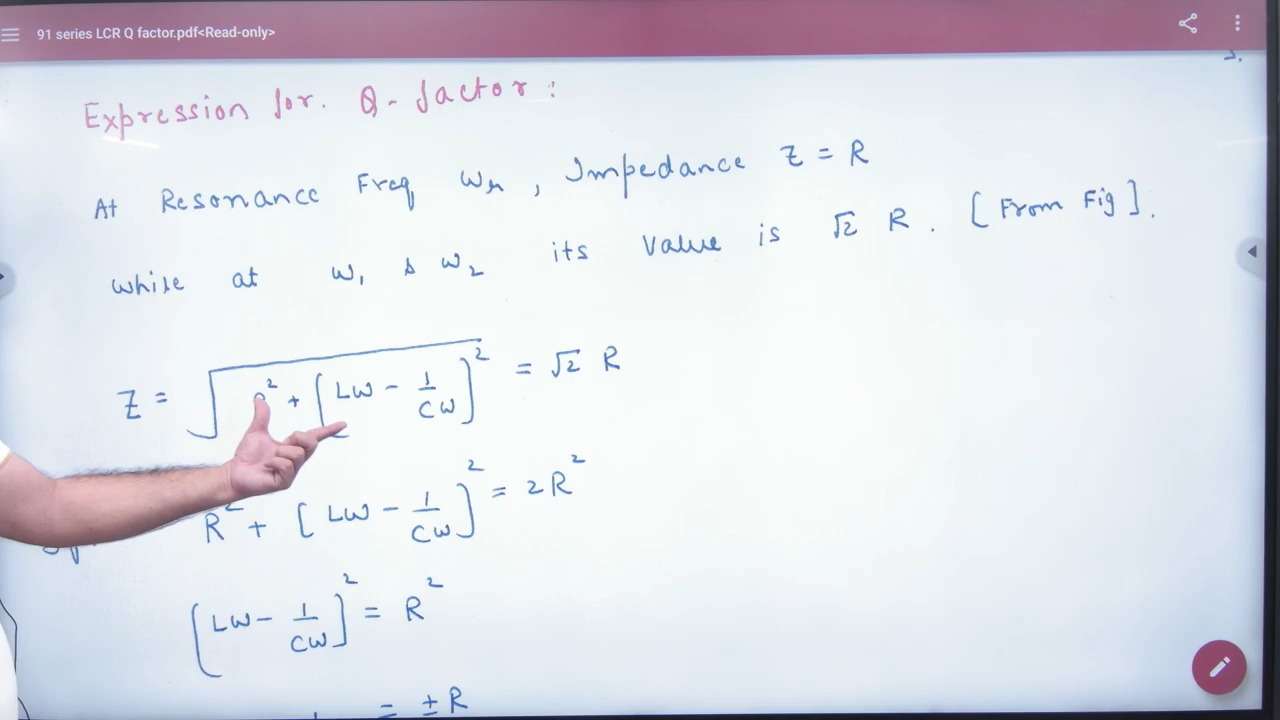 91 series LCR Q factor.pdf<Read-only>
Expression for. Q - factor :
At Resonance Freq ωr , Impedance Z = R
while at ω₁ & ω₂ its Value is √2 R . [From Fig].
Z = √ R² + [Lω - 1/Cω]² = √2 R
R² + [Lω - 1/Cω]² = 2R²
[Lω - 1/Cω]² = R²
= ± R